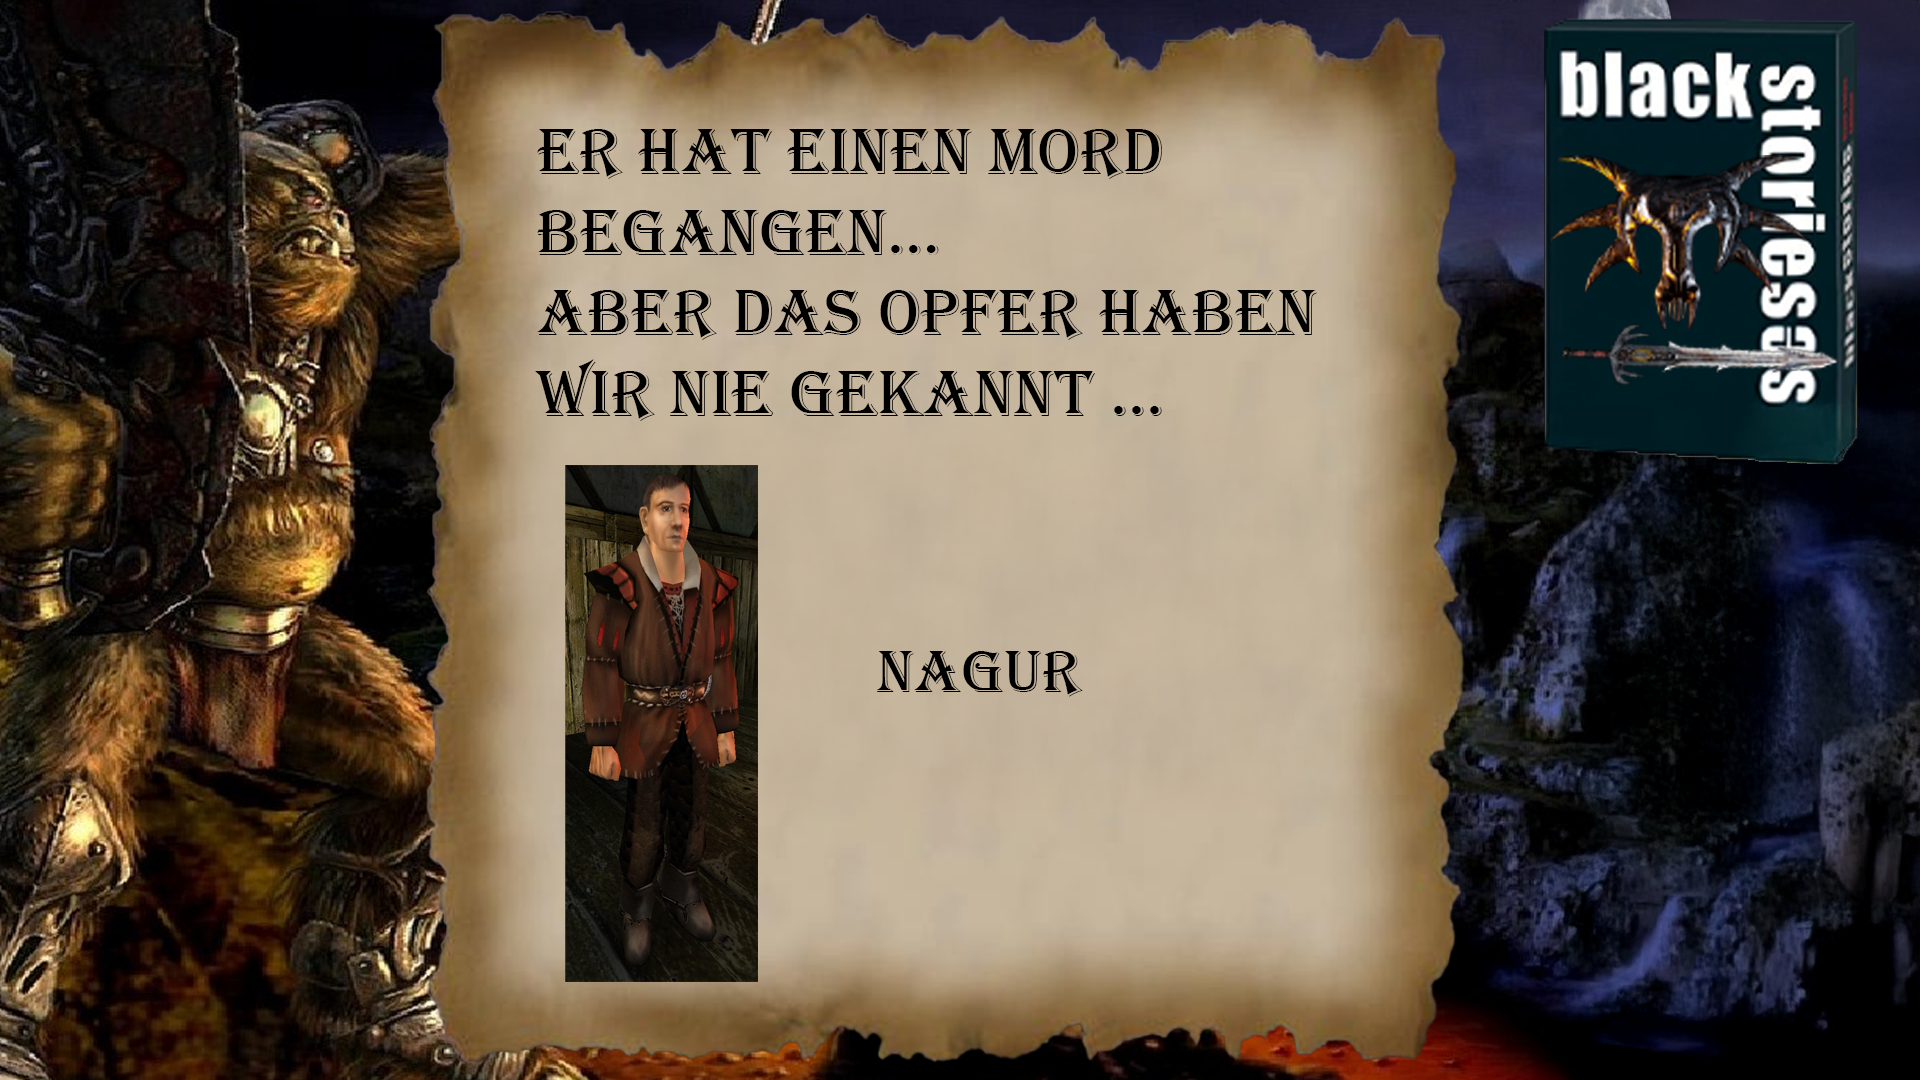 ER HAT EINEN MORD
BEGANGEN...
ABER DAS OPFER HABEN
WIR NIE GEKANNT ...
NAGUR
black
stories